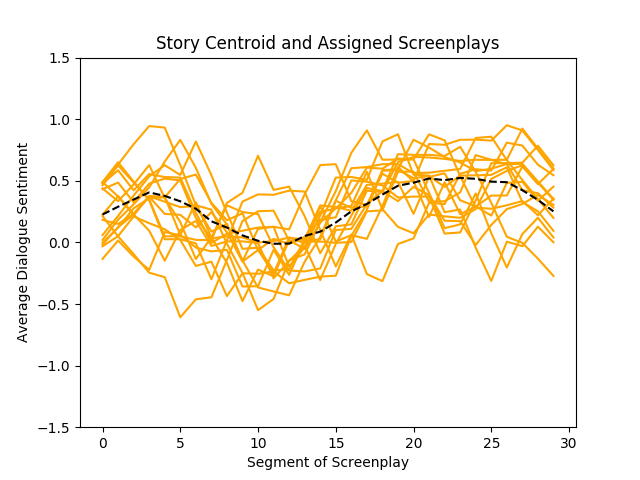 Story Centroid and Assigned Screenplays
1.5
1.0
0.5
0.0
−0.5
−1.0
−1.5
Average Dialogue Sentiment
0 5 10 15 20 25 30
Segment of Screenplay